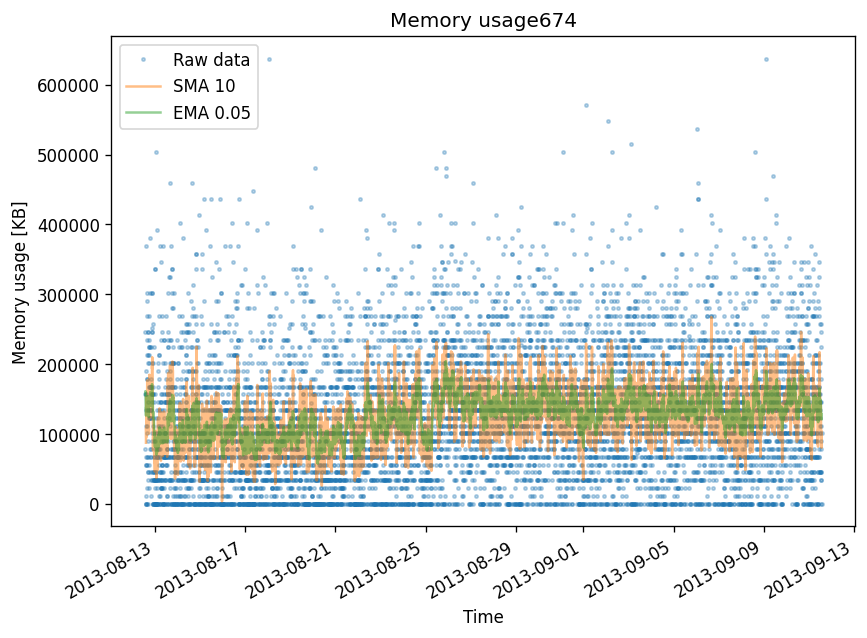 Memory usage674
Raw data
SMA 10
EMA 0.05
600000
500000
400000
300000
200000
100000
0
Memory usage [KB]
2013-08-13
2013-08-17
2013-08-21
2013-08-25
2013-08-29
2013-09-01
2013-09-05
2013-09-09
2013-09-13
Time